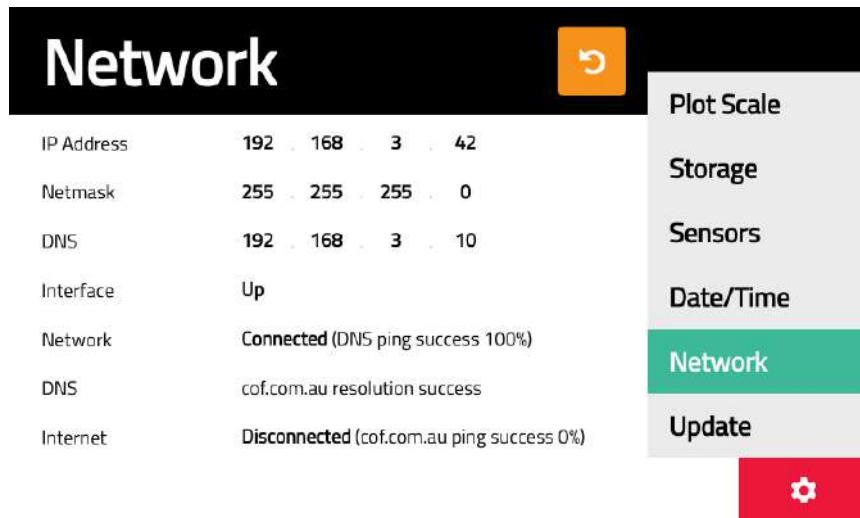 Network
IP Address 192 . 168 . 3 . 42
Netmask 255 . 255 . 255 . 0
DNS 192 . 168 . 3 . 10
Interface Up
Network Connected (DNS ping success 100%)
DNS cof.com.au resolution success
Internet Disconnected (cof.com.au ping success 0%)
Plot Scale
Storage
Sensors
Date/Time
Network
Update